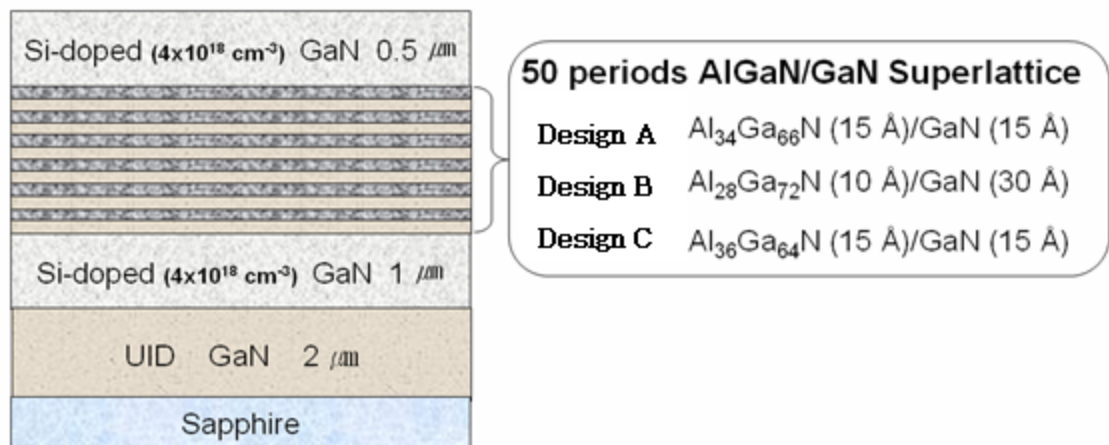 Si-doped (4x10¹⁸ cm⁻³) GaN 0.5 ㎛
Si-doped (4x10¹⁸ cm⁻³) GaN 1 ㎛
UID GaN 2 ㎛
Sapphire
50 periods AlGaN/GaN Superlattice
Design A Al₃₄Ga₆₆N (15 Å)/GaN (15 Å)
Design B Al₂₈Ga₇₂N (10 Å)/GaN (30 Å)
Design C Al₃₆Ga₆₄N (15 Å)/GaN (15 Å)